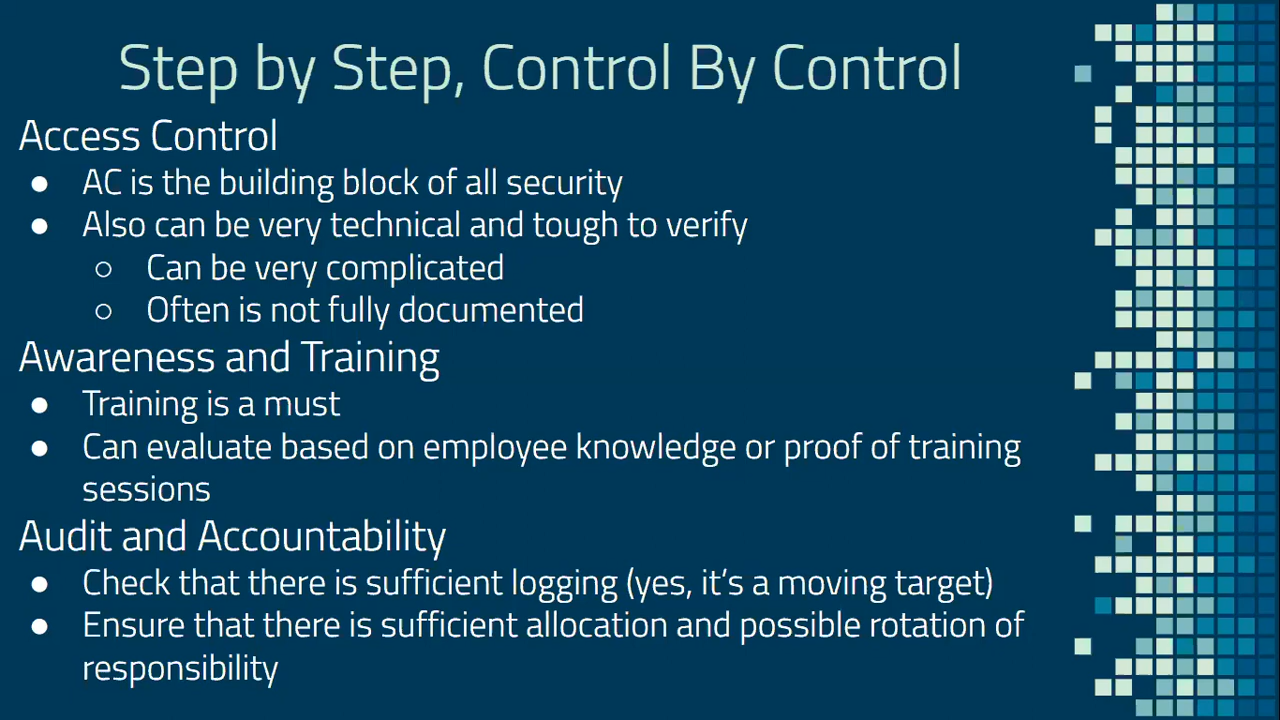 Step by Step, Control By Control
Access Control
● AC is the building block of all security
● Also can be very technical and tough to verify
○ Can be very complicated
○ Often is not fully documented
Awareness and Training
● Training is a must
● Can evaluate based on employee knowledge or proof of training
sessions
Audit and Accountability
● Check that there is sufficient logging (yes, it's a moving target)
● Ensure that there is sufficient allocation and possible rotation of
responsibility